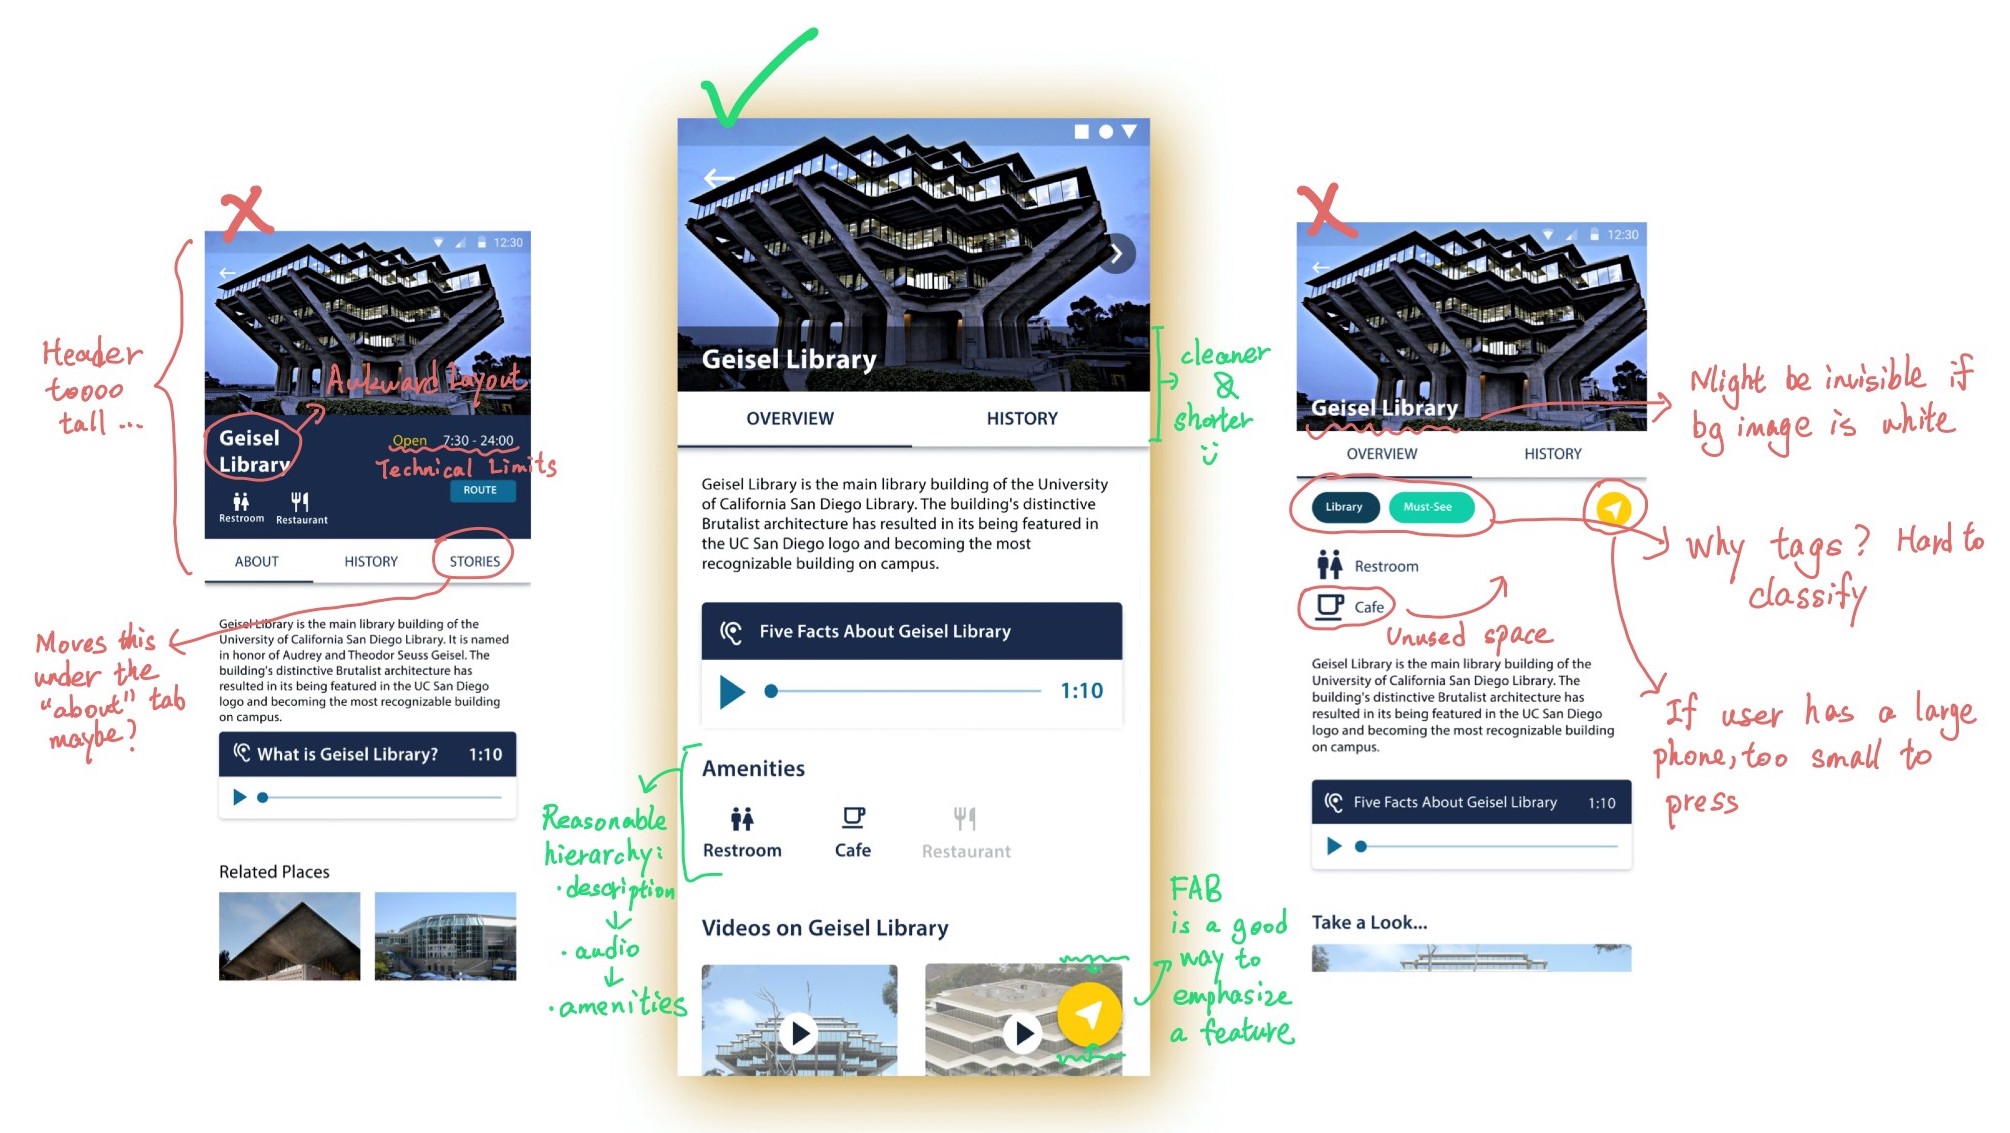 Header
toooo
tall ...
12:30
Awkward Layout
Geisel
Library
Open 7:30 - 24:00
Technical Limits
ROUTE
Restroom Restaurant
ABOUT HISTORY STORIES
Moves this
under the
"about" tab
maybe?
Geisel Library is the main library building of the
University of California San Diego Library. It is named
in honor of Audrey and Theodor Seuss Geisel. The
building's distinctive Brutalist architecture has
resulted in its being featured in the UC San Diego
logo and becoming the most recognizable building
on campus.
What is Geisel Library? 1:10
Related Places
Geisel Library
OVERVIEW HISTORY
cleaner
&
shorter
Geisel Library is the main library building of the University
of California San Diego Library. The building's distinctive
Brutalist architecture has resulted in its being featured in
the UC San Diego logo and becoming the most
recognizable building on campus.
Five Facts About Geisel Library
1:10
Amenities
Restroom Cafe Restaurant
Reasonable
hierarchy:
· description
· audio
· amenities
Videos on Geisel Library
FAB
is a good
way to
emphasize
a feature
12:30
Geisel Library
Might be invisible if
bg image is white
OVERVIEW HISTORY
Library Must-See
Why tags? Hard to
classify
Restroom
Cafe
Unused space
Geisel Library is the main library building of the
University of California San Diego Library. The
building's distinctive Brutalist architecture has
resulted in its being featured in the UC San Diego
logo and becoming the most recognizable building
on campus.
If user has a large
phone, too small to
press
Five Facts About Geisel Library 1:10
Take a Look...